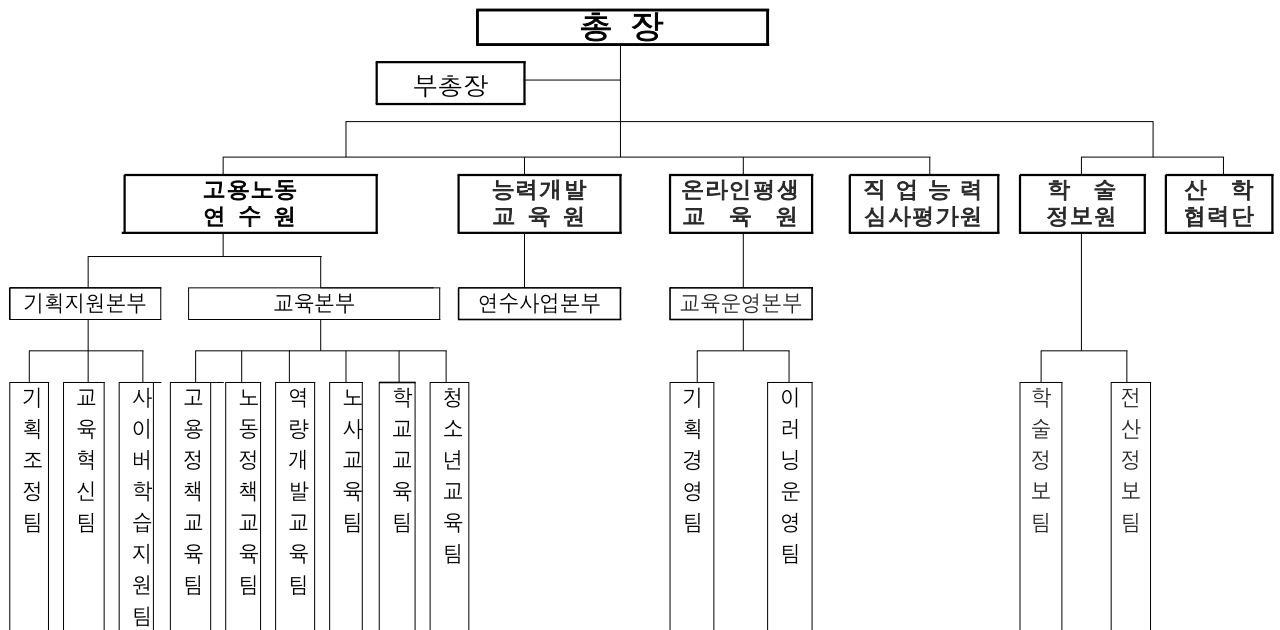 총 장
부총장
고용노동
연 수 원
능력개발
교 육 원
온라인평생
교 육 원
직 업 능 력
심사평가원
학 술
정보원
산 학
협력단
기획지원본부
교육본부
연수사업본부
교육운영본부
기획조정팀
교육혁신팀
사이버학습지원팀
고용정책교육팀
노동정책교육팀
역량개발교육팀
노사교육팀
학교교육팀
청소년교육팀
기획경영팀
이러닝운영팀
학술정보팀
전산정보팀